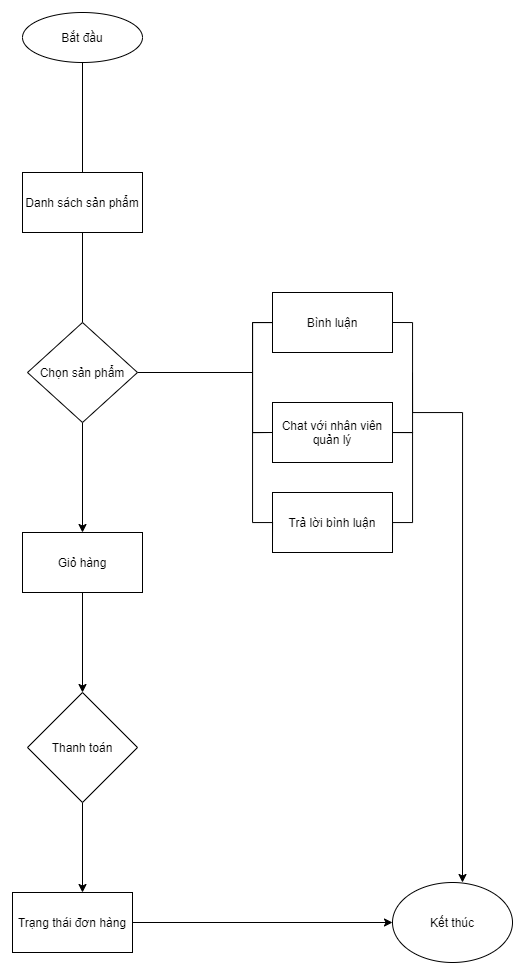 Bắt đầu
Danh sách sản phẩm
Bình luận
Chọn sản phẩm
Chat với nhân viên
quản lý
Trả lời bình luận
Giỏ hàng
Thanh toán
Trạng thái đơn hàng
Kết thúc